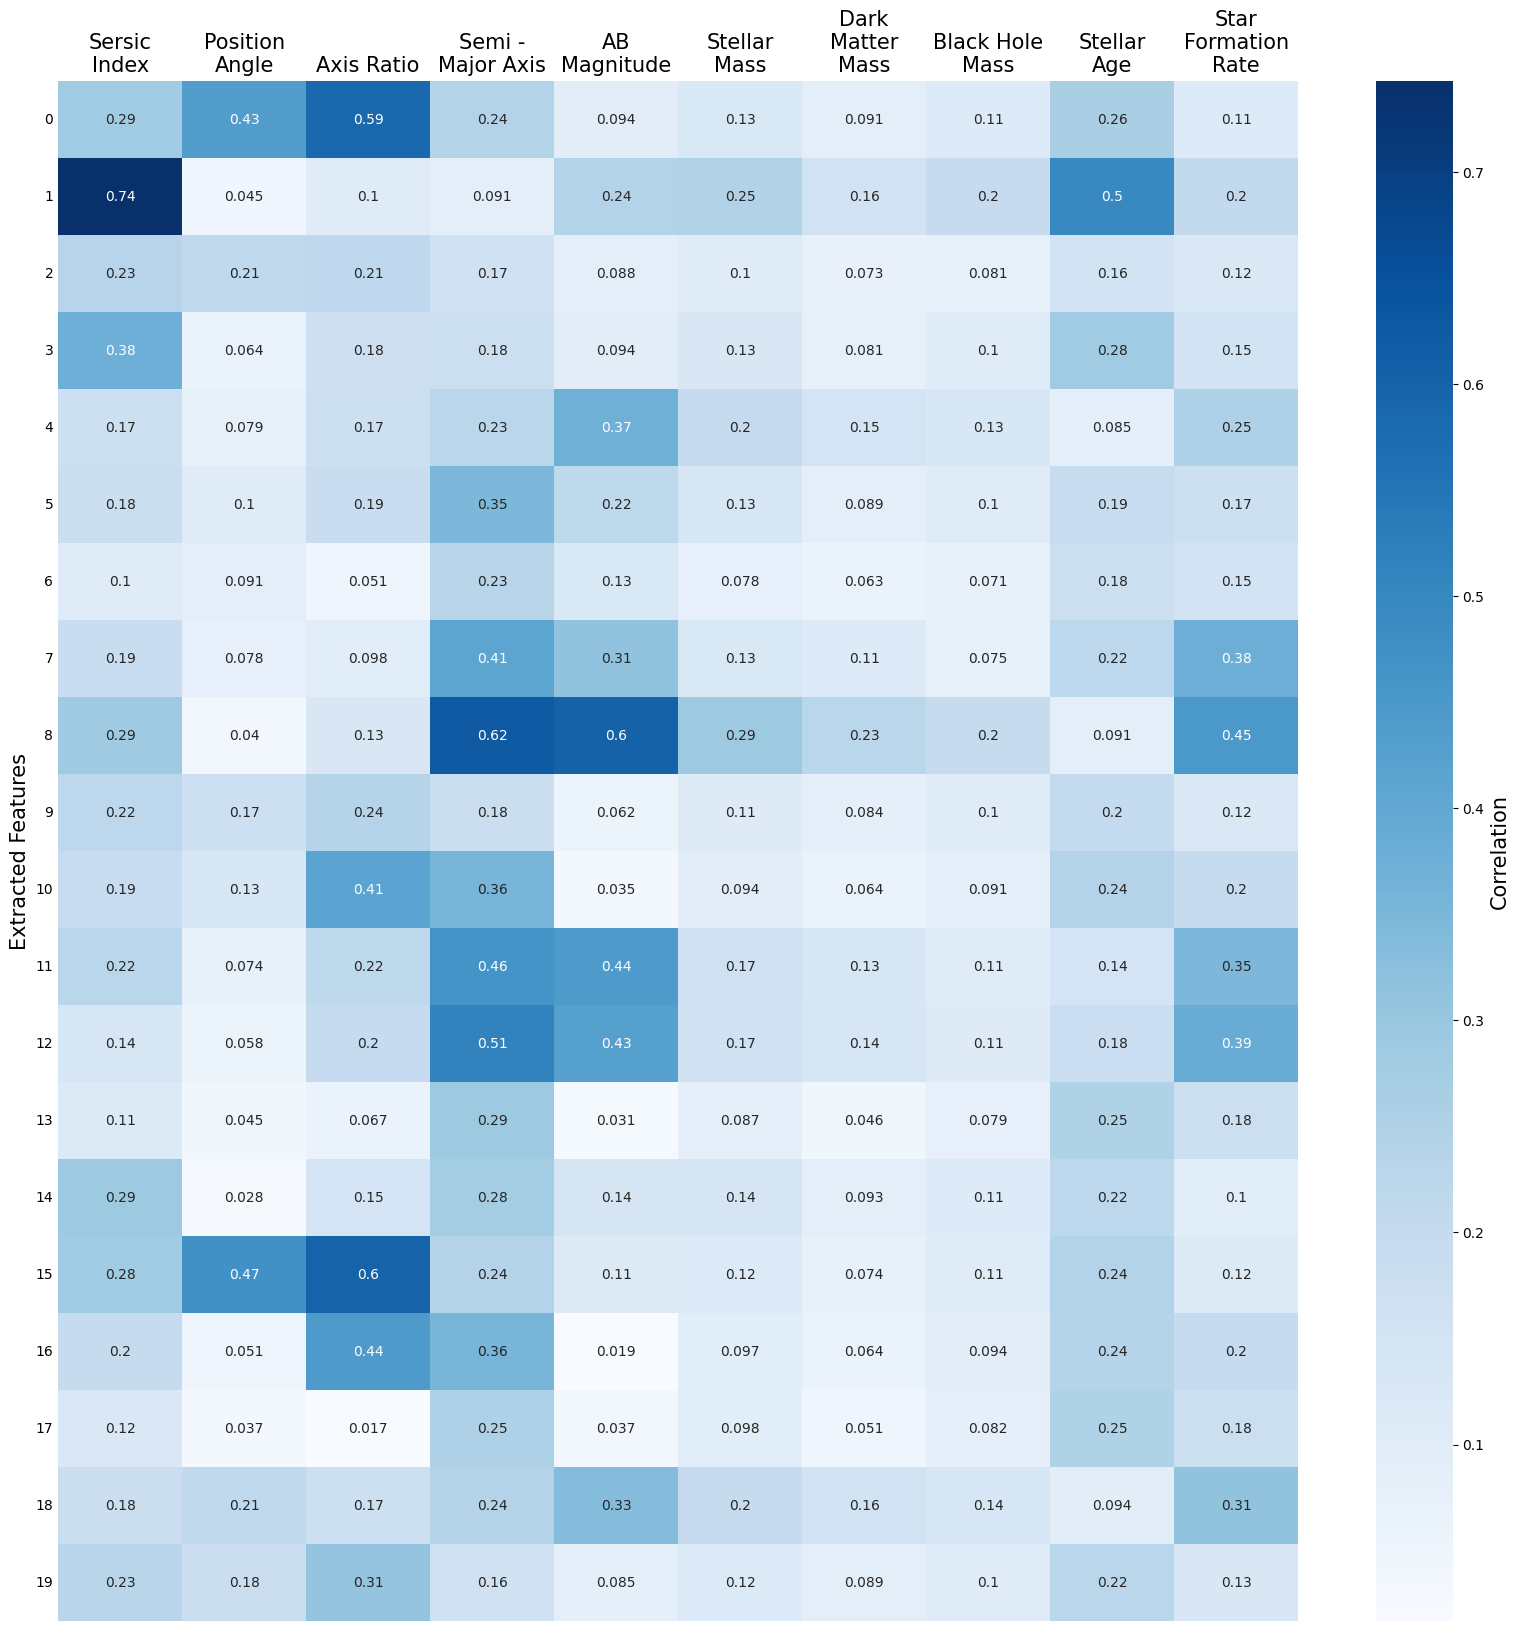 Sersic
Index
Position
Angle
Axis Ratio
Semi -
Major Axis
AB
Magnitude
Stellar
Mass
Dark
Matter
Mass
Black Hole
Mass
Stellar
Age
Star
Formation
Rate
Extracted Features
0 0.29 0.43 0.59 0.24 0.094 0.13 0.091 0.11 0.26 0.11
1 0.74 0.045 0.1 0.091 0.24 0.25 0.16 0.2 0.5 0.2
2 0.23 0.21 0.21 0.17 0.088 0.1 0.073 0.081 0.16 0.12
3 0.38 0.064 0.18 0.18 0.094 0.13 0.081 0.1 0.28 0.15
4 0.17 0.079 0.17 0.23 0.37 0.2 0.15 0.13 0.085 0.25
5 0.18 0.1 0.19 0.35 0.22 0.13 0.089 0.1 0.19 0.17
6 0.1 0.091 0.051 0.23 0.13 0.078 0.063 0.071 0.18 0.15
7 0.19 0.078 0.098 0.41 0.31 0.13 0.11 0.075 0.22 0.38
8 0.29 0.04 0.13 0.62 0.6 0.29 0.23 0.2 0.091 0.45
9 0.22 0.17 0.24 0.18 0.062 0.11 0.084 0.1 0.2 0.12
10 0.19 0.13 0.41 0.36 0.035 0.094 0.064 0.091 0.24 0.2
11 0.22 0.074 0.22 0.46 0.44 0.17 0.13 0.11 0.14 0.35
12 0.14 0.058 0.2 0.51 0.43 0.17 0.14 0.11 0.18 0.39
13 0.11 0.045 0.067 0.29 0.031 0.087 0.046 0.079 0.25 0.18
14 0.29 0.028 0.15 0.28 0.14 0.14 0.093 0.11 0.22 0.1
15 0.28 0.47 0.6 0.24 0.11 0.12 0.074 0.11 0.24 0.12
16 0.2 0.051 0.44 0.36 0.019 0.097 0.064 0.094 0.24 0.2
17 0.12 0.037 0.017 0.25 0.037 0.098 0.051 0.082 0.25 0.18
18 0.18 0.21 0.17 0.24 0.33 0.2 0.16 0.14 0.094 0.31
19 0.23 0.18 0.31 0.16 0.085 0.12 0.089 0.1 0.22 0.13
0.7
0.6
0.5
0.4
0.3
0.2
0.1
Correlation